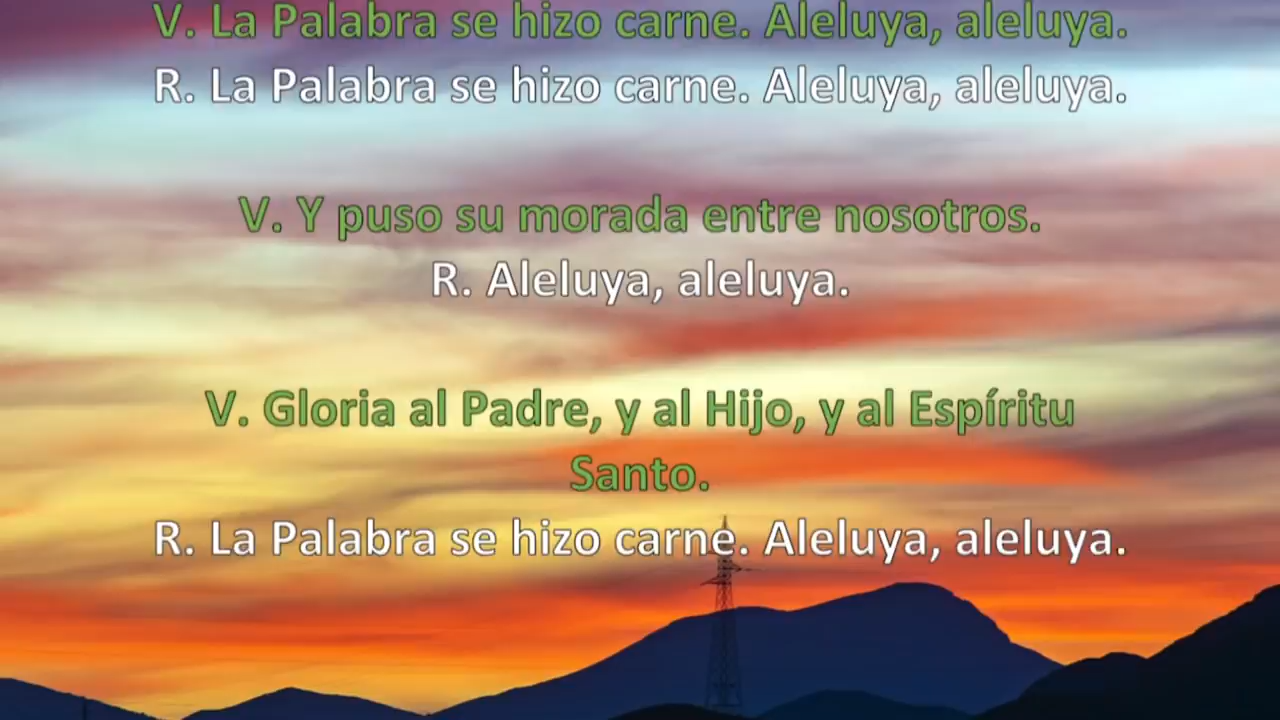 V. La Palabra se hizo carne. Aleluya, aleluya.
R. La Palabra se hizo carne. Aleluya, aleluya.
V. Y puso su morada entre nosotros.
R. Aleluya, aleluya.
V. Gloria al Padre, y al Hijo, y al Espíritu
Santo.
R. La Palabra se hizo carne. Aleluya, aleluya.